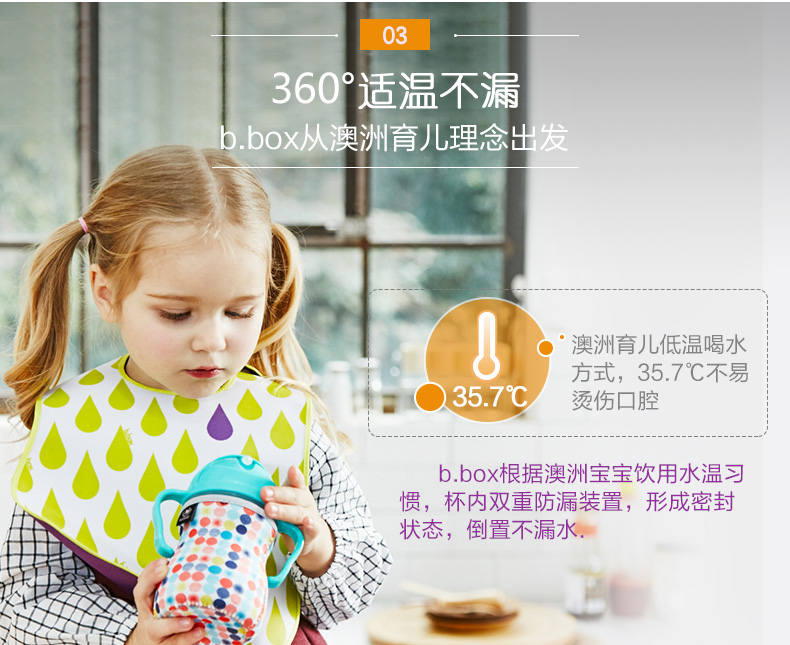 03
360°适温不漏
b.box从澳洲育儿理念出发
35.7℃
澳洲育儿低温喝水
方式，35.7℃不易
烫伤口腔
b.box根据澳洲宝宝饮用水温习
惯，杯内双重防漏装置，形成密封
状态，倒置不漏水.